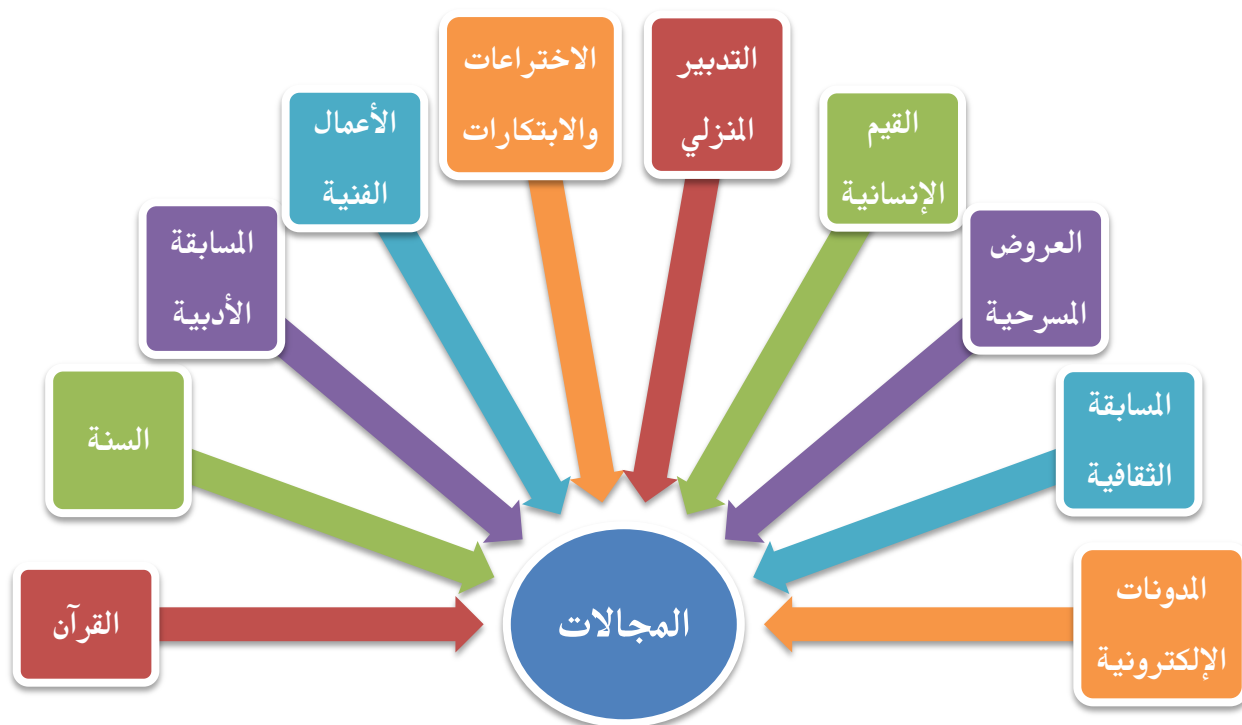 الاختراعات
والابتكارات
التدبير
المنزلي
القيم
الإنسانية
الأعمال
الفنية
العروض
المسرحية
المسابقة
الأدبية
المسابقة
الثقافية
السنة
المدونات
الإلكترونية
القرآن
المجالات